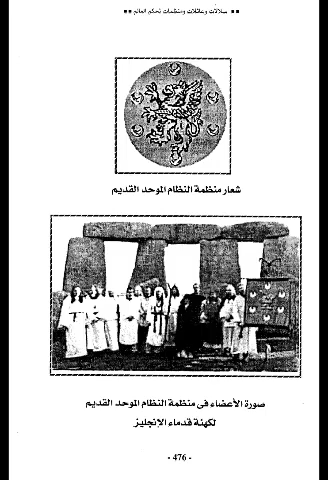 ▪▪ سلالات وعائلات ومنظمات تحكم العالم ▪▪
شعار منظمة النظام الموحد القديم
صورة الأعضاء فى منظمة النظام الموحد القديم
لكهنة قدماء الإنجليز
- 476 -